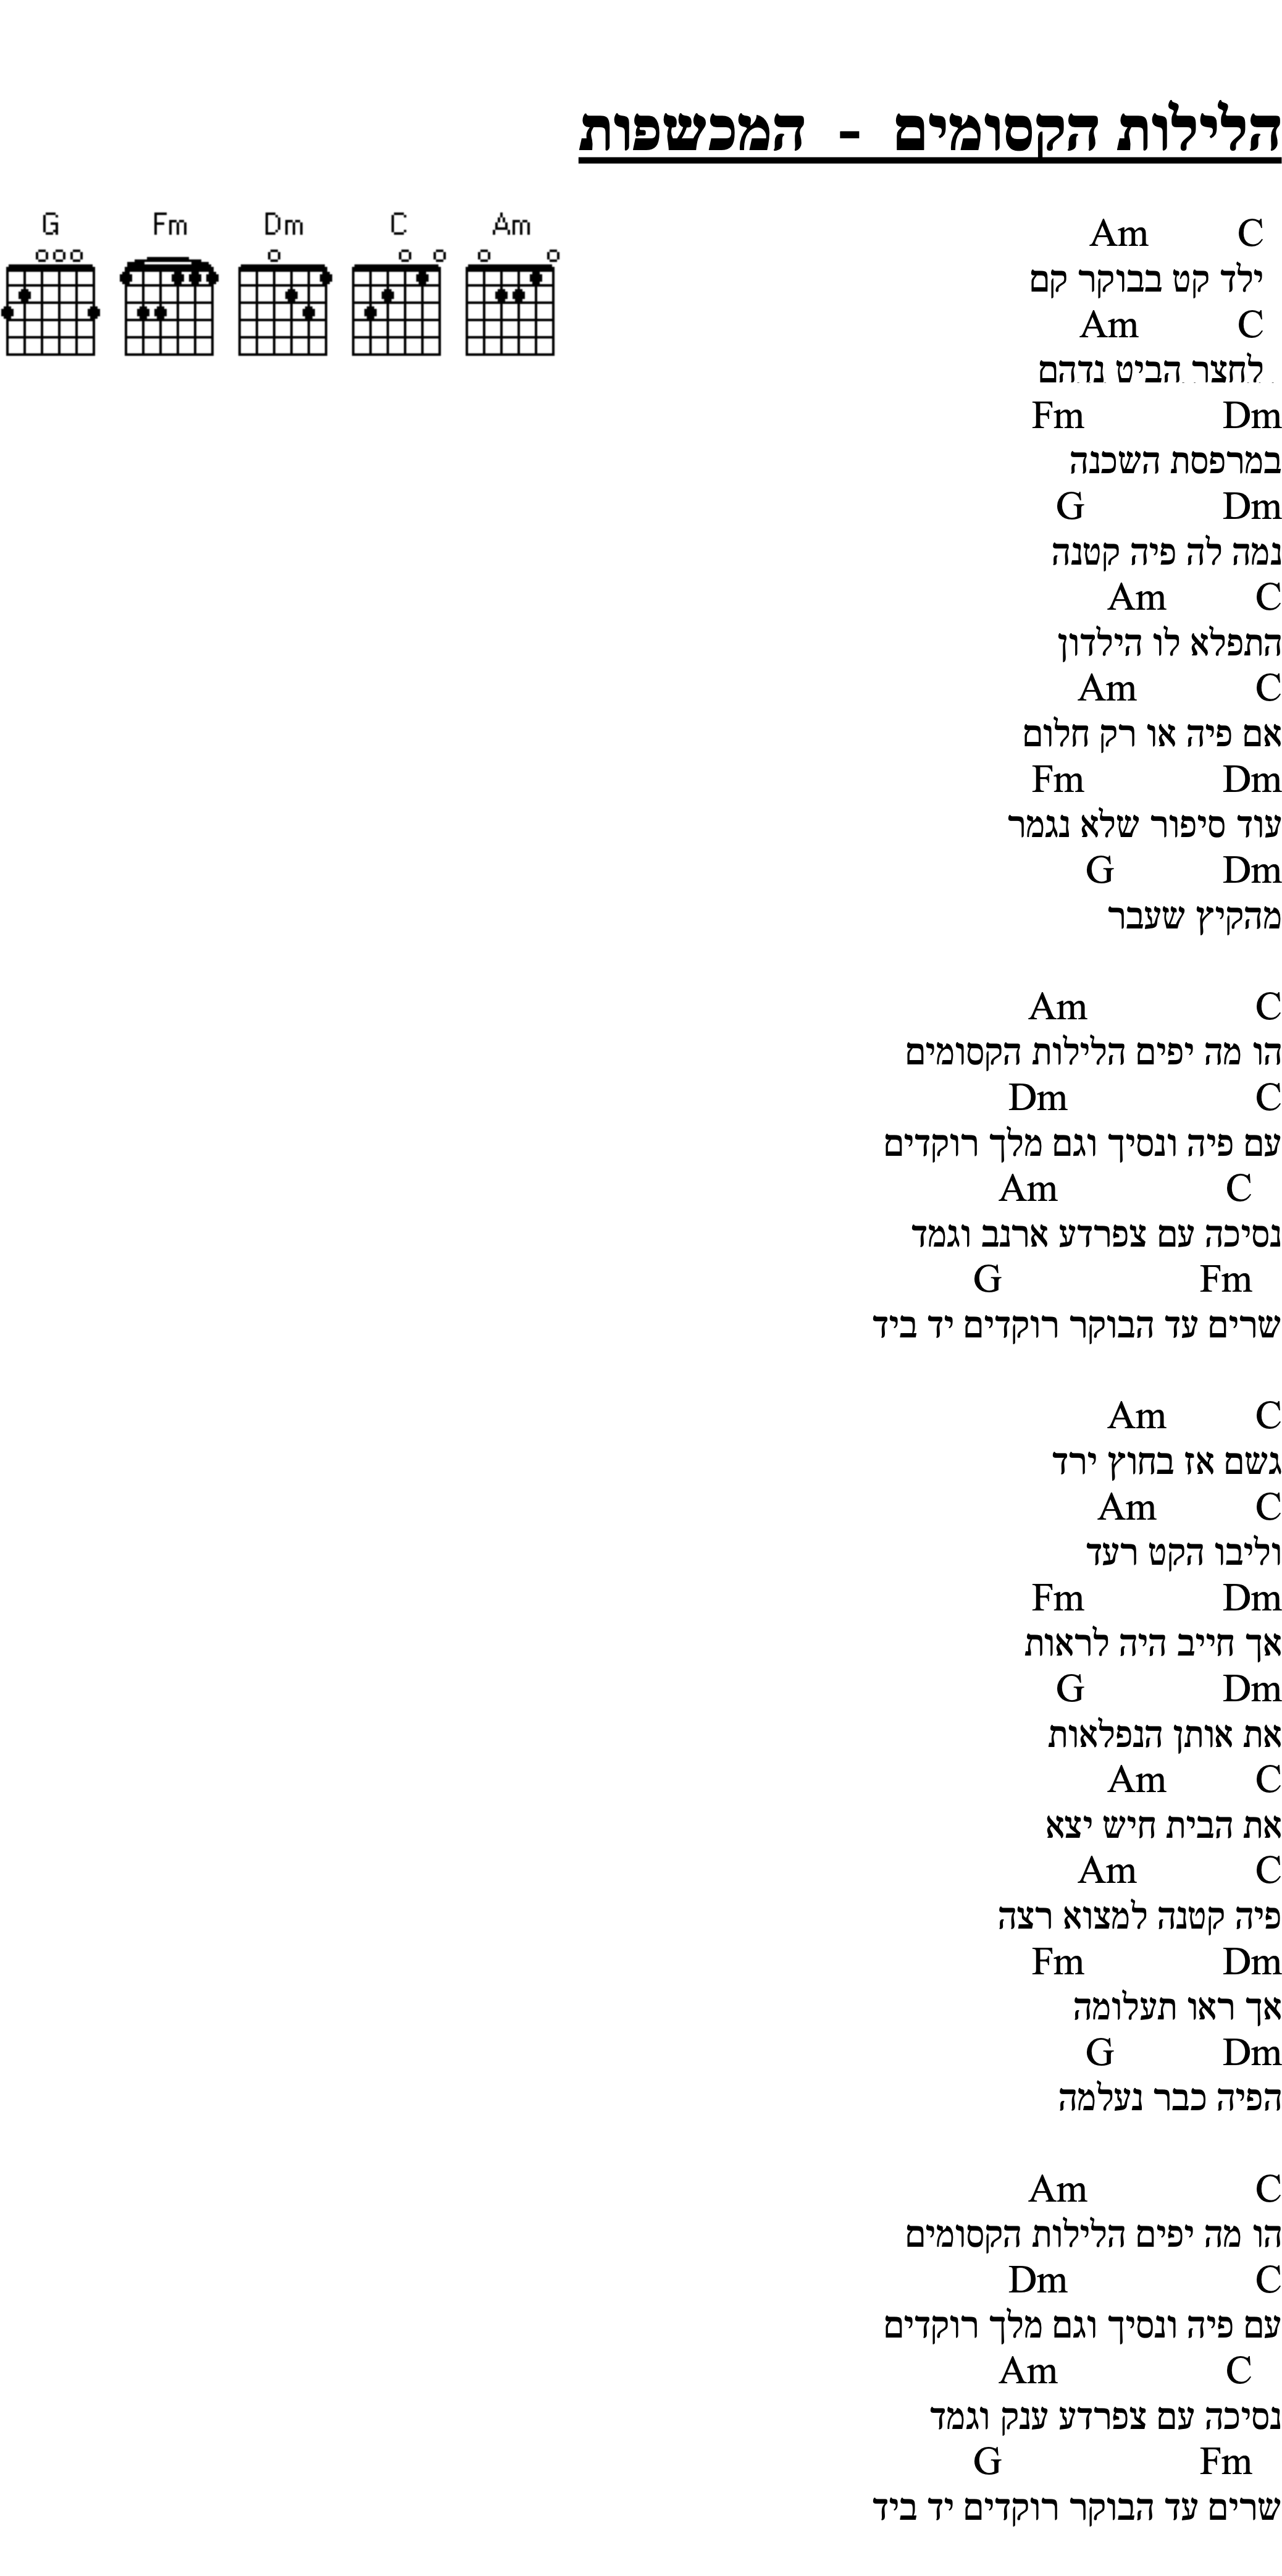 הלילות הקסומים - המכשפות
G Fm Dm C Am
Am C
ילד קט בבוקר קם
Am C
לחצר הביט נדהם
Fm Dm
במרפסת השכנה
G Dm
נמה לה פיה קטנה
Am C
התפלא לו הילדון
Am C
אם פיה או רק חלום
Fm Dm
עוד סיפור שלא נגמר
G Dm
מהקיץ שעבר
Am C
הו מה יפים הלילות הקסומים
Dm C
עם פיה ונסיך וגם מלך רוקדים
Am C
נסיכה עם צפרדע ארנב וגמד
G Fm
שרים עד הבוקר רוקדים יד ביד
Am C
גשם אז בחוץ ירד
Am C
וליבו הקט רעד
Fm Dm
אך חייב היה לראות
G Dm
את אותן הנפלאות
Am C
את הבית חיש יצא
Am C
פיה קטנה למצוא רצה
Fm Dm
אך ראו תעלומה
G Dm
הפיה כבר נעלמה
Am C
הו מה יפים הלילות הקסומים
Dm C
עם פיה ונסיך וגם מלך רוקדים
Am C
נסיכה עם צפרדע ענק וגמד
G Fm
שרים עד הבוקר רוקדים יד ביד